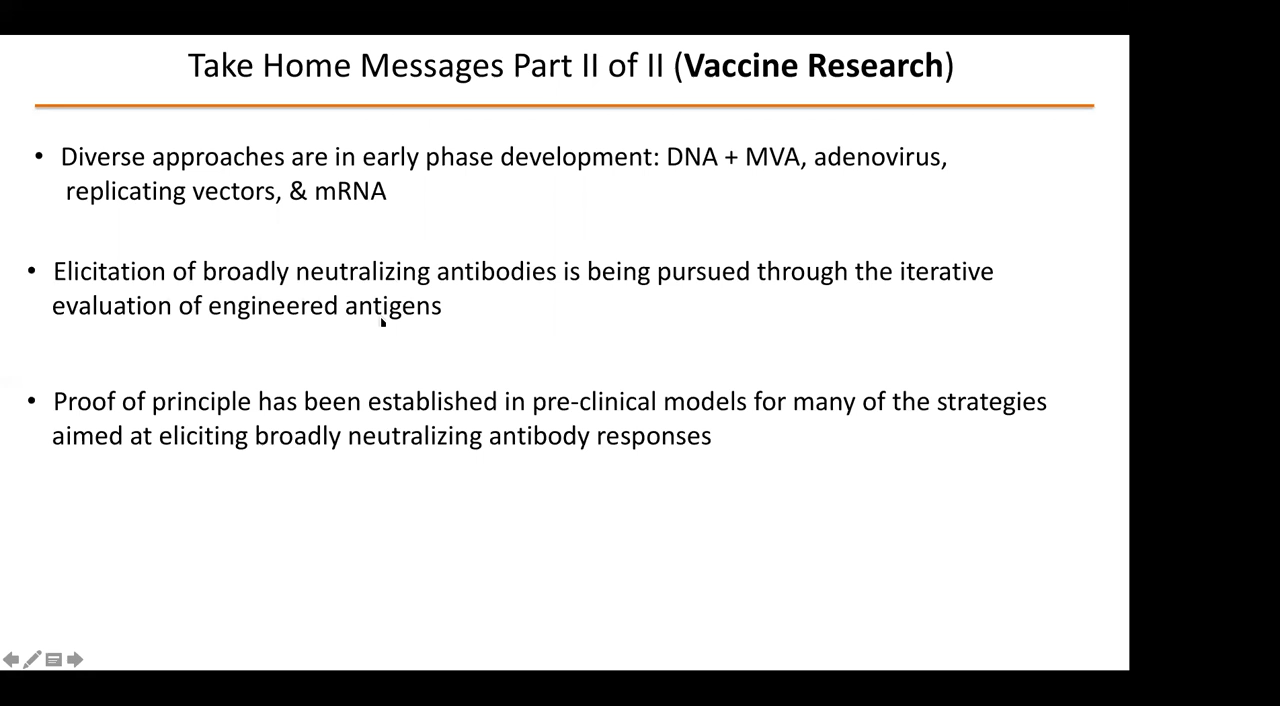 Take Home Messages Part II of II (Vaccine Research)
• Diverse approaches are in early phase development: DNA + MVA, adenovirus,
replicating vectors, & mRNA
• Elicitation of broadly neutralizing antibodies is being pursued through the iterative
evaluation of engineered antigens
• Proof of principle has been established in pre-clinical models for many of the strategies
aimed at eliciting broadly neutralizing antibody responses